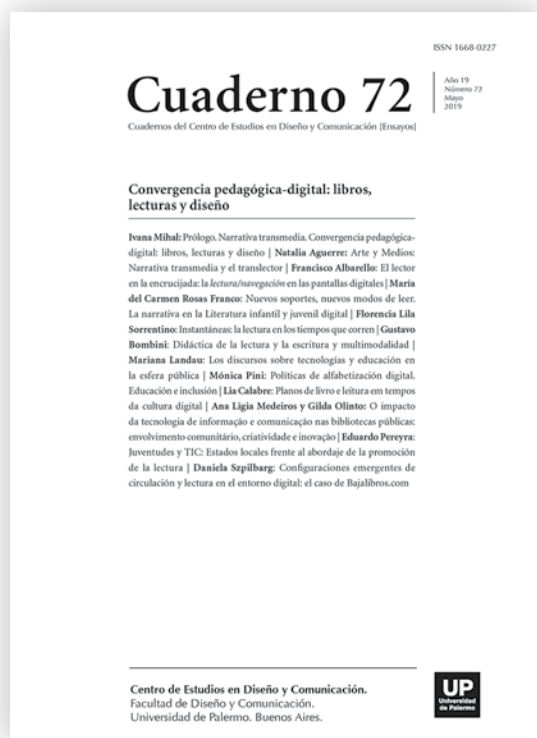 ISSN 1668-0227
Cuaderno 72
Año 19
Número 72
Mayo
2019
Cuadernos del Centro de Estudios en Diseño y Comunicación [Ensayos]
Convergencia pedagógica-digital: libros,
lecturas y diseño
Ivana Mihal: Prólogo. Narrativa transmedia. Convergencia pedagógica-
digital: libros, lecturas y diseño | Natalia Aguerre: Arte y Medios:
Narrativa transmedia y el translector | Francisco Albarello: El lector
en la encrucijada: la lectura/navegación en las pantallas digitales | María
del Carmen Rosas Franco: Nuevos soportes, nuevos modos de leer.
La narrativa en la Literatura infantil y juvenil digital | Florencia Lila
Sorrentino: Instantáneas: la lectura en los tiempos que corren | Gustavo
Bombini: Didáctica de la lectura y la escritura y multimodalidad |
Mariana Landau: Los discursos sobre tecnologías y educación en
la esfera pública | Mónica Pini: Políticas de alfabetización digital.
Educación e inclusión | Lia Calabre: Planos de livro e leitura em tempos
da cultura digital | Ana Ligia Medeiros y Gilda Olinto: O impacto
da tecnologia de informação e comunicação nas bibliotecas públicas:
envolvimento comunitário, criatividade e inovação | Eduardo Pereyra:
Juventudes y TIC: Estados locales frente al abordaje de la promoción
de la lectura | Daniela Szpilbarg: Configuraciones emergentes de
circulación y lectura en el entorno digital: el caso de Bajalibros.com
Centro de Estudios en Diseño y Comunicación.
Facultad de Diseño y Comunicación.
Universidad de Palermo. Buenos Aires.
UP
Universidad
de Palermo